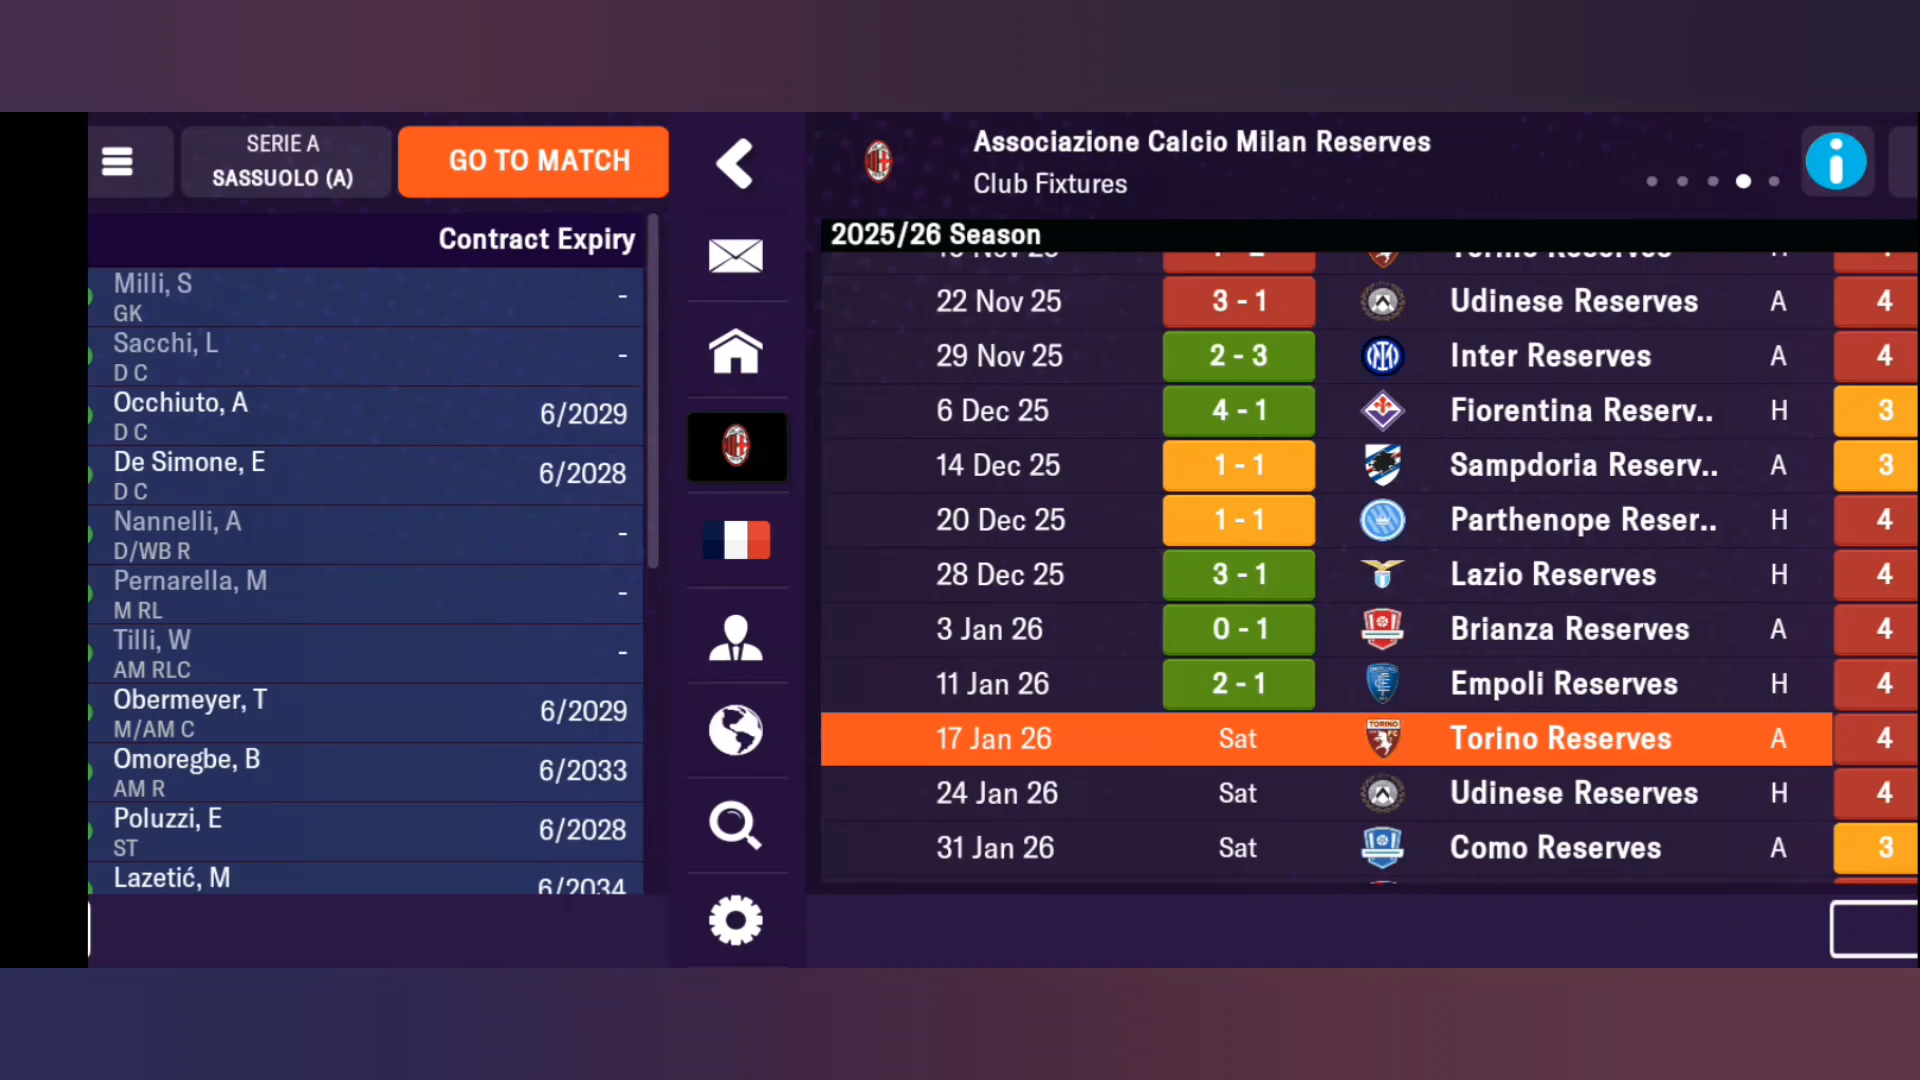 SERIE A
SASSUOLO (A)
GO TO MATCH
Contract Expiry
Milli, S
GK
-
Sacchi, L
D C
-
Occhiuto, A
D C
6/2029
De Simone, E
D C
6/2028
Nannelli, A
D/WB R
-
Pernarella, M
M RL
-
Tilli, W
AM RLC
-
Obermeyer, T
M/AM C
6/2029
Omoregbe, B
AM R
6/2033
Poluzzi, E
ST
6/2028
Lazetić, M
6/2034
Associazione Calcio Milan Reserves
Club Fixtures
2025/26 Season
22 Nov 25 3 - 1 Udinese Reserves A 4
29 Nov 25 2 - 3 Inter Reserves A 4
6 Dec 25 4 - 1 Fiorentina Reserv.. H 3
14 Dec 25 1 - 1 Sampdoria Reserv.. A 3
20 Dec 25 1 - 1 Parthenope Reser.. H 4
28 Dec 25 3 - 1 Lazio Reserves H 4
3 Jan 26 0 - 1 Brianza Reserves A 4
11 Jan 26 2 - 1 Empoli Reserves H 4
17 Jan 26 Sat Torino Reserves A 4
24 Jan 26 Sat Udinese Reserves H 4
31 Jan 26 Sat Como Reserves A 3